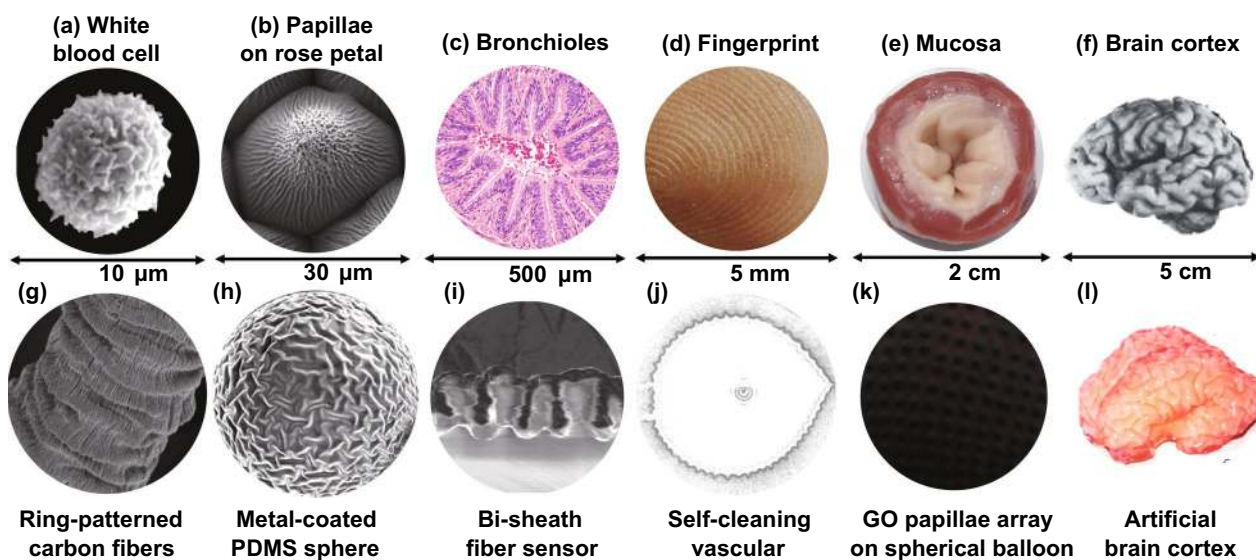 (a) White
blood cell
(b) Papillae
on rose petal
(c) Bronchioles
(d) Fingerprint
(e) Mucosa
(f) Brain cortex
10 µm
30 µm
500 µm
5 mm
2 cm
5 cm
(g)
(h)
(i)
(j)
(k)
(l)
Ring-patterned
carbon fibers
Metal-coated
PDMS sphere
Bi-sheath
fiber sensor
Self-cleaning
vascular
GO papillae array
on spherical balloon
Artificial
brain cortex